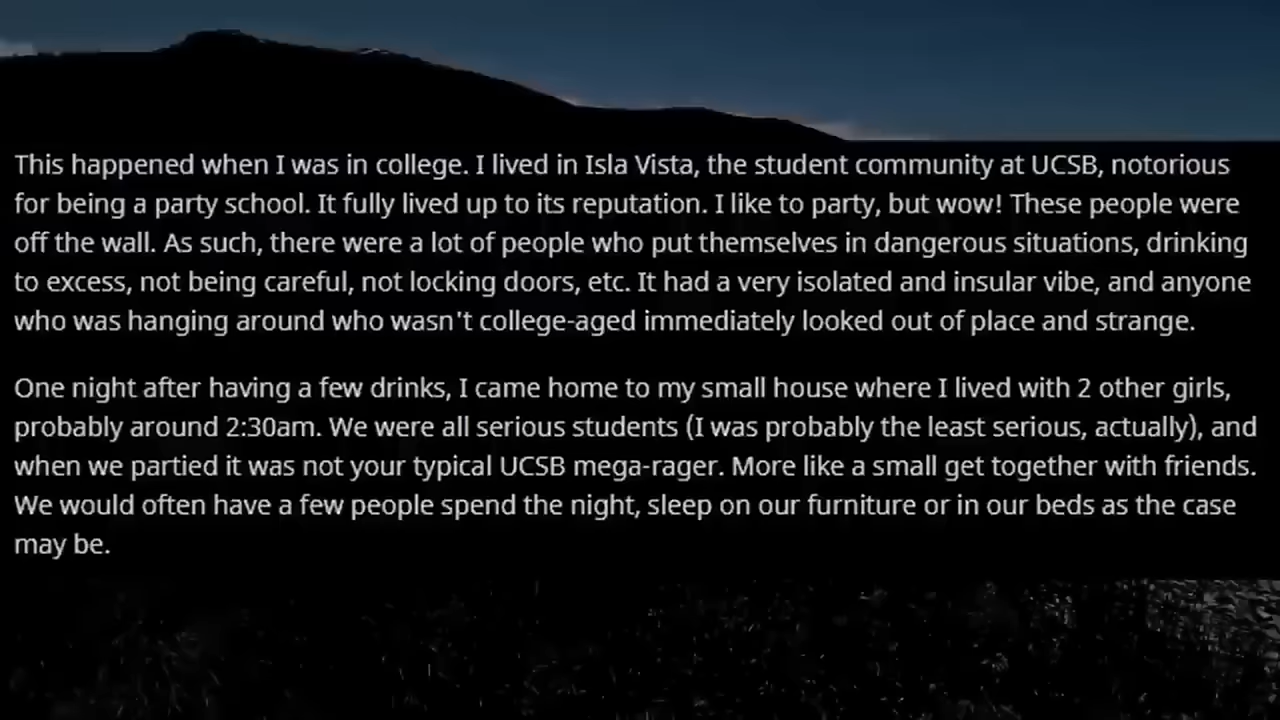 This happened when I was in college. I lived in Isla Vista, the student community at UCSB, notorious
for being a party school. It fully lived up to its reputation. I like to party, but wow! These people were
off the wall. As such, there were a lot of people who put themselves in dangerous situations, drinking
to excess, not being careful, not locking doors, etc. It had a very isolated and insular vibe, and anyone
who was hanging around who wasn't college-aged immediately looked out of place and strange.
One night after having a few drinks, I came home to my small house where I lived with 2 other girls,
probably around 2:30am. We were all serious students (I was probably the least serious, actually), and
when we partied it was not your typical UCSB mega-rager. More like a small get together with friends.
We would often have a few people spend the night, sleep on our furniture or in our beds as the case
may be.